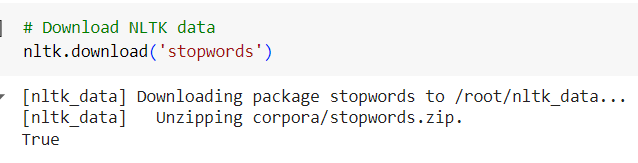 # Download NLTK data
nltk.download('stopwords')
[nltk_data] Downloading package stopwords to /root/nltk_data...
[nltk_data]   Unzipping corpora/stopwords.zip.
True